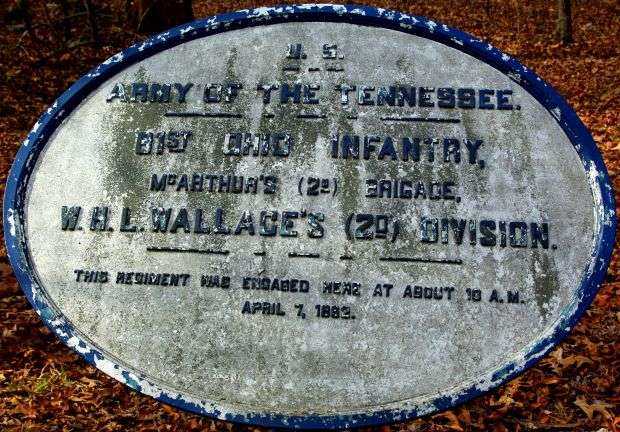 U. S.
ARMY OF THE TENNESSEE.
81ST OHIO INFANTRY,
MCARTHUR'S (2D) BRIGADE,
W. H. L. WALLACE'S (2D) DIVISION.
THIS REGIMENT WAS ENGAGED HERE AT ABOUT 10 A. M.
APRIL 7, 1862.